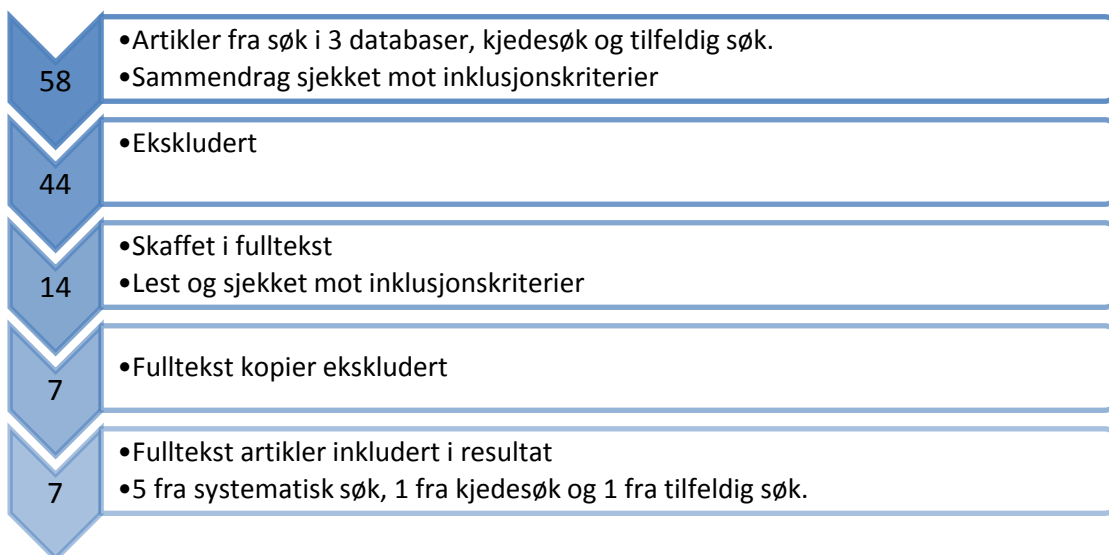 58
•Artikler fra søk i 3 databaser, kjedesøk og tilfeldig søk.
•Sammendrag sjekket mot inklusjonskriterier
44
•Ekskludert
14
•Skaffet i fulltekst
•Lest og sjekket mot inklusjonskriterier
7
•Fulltekst kopier ekskludert
7
•Fulltekst artikler inkludert i resultat
•5 fra systematisk søk, 1 fra kjedesøk og 1 fra tilfeldig søk.